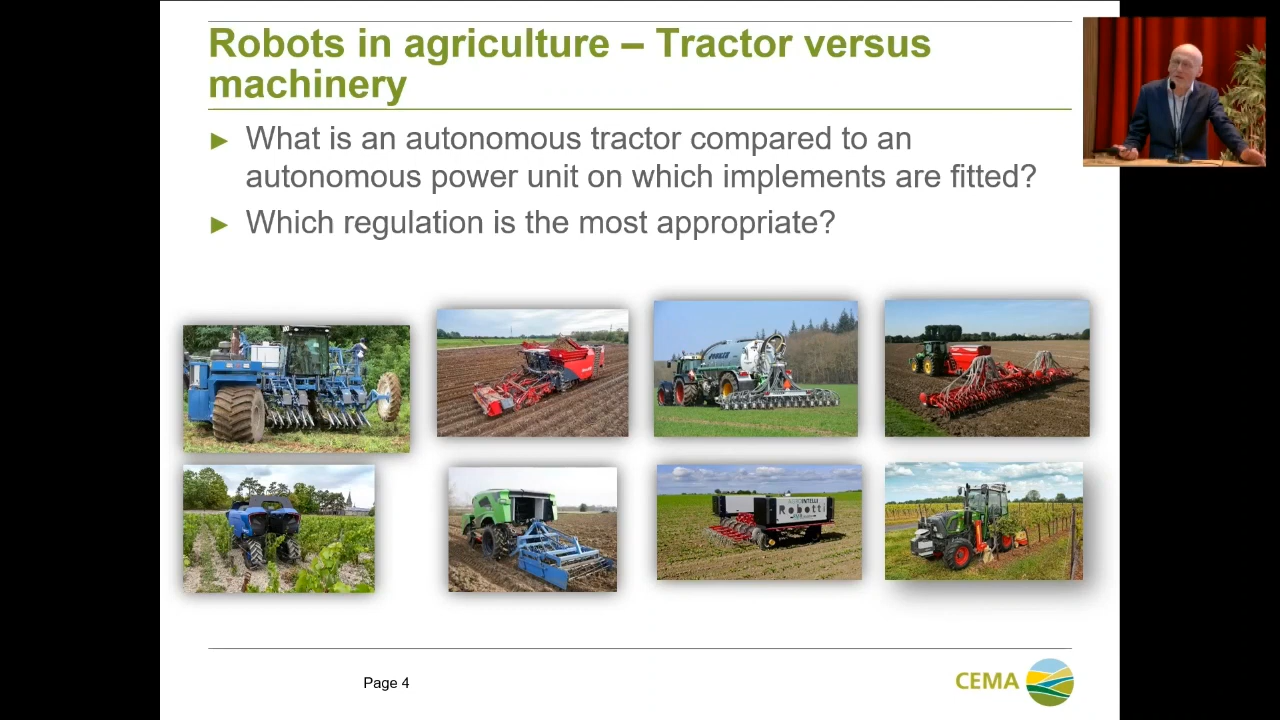 Robots in agriculture – Tractor versus
machinery
► What is an autonomous tractor compared to an
autonomous power unit on which implements are fitted?
► Which regulation is the most appropriate?
Robotti
Page 4
CEMA